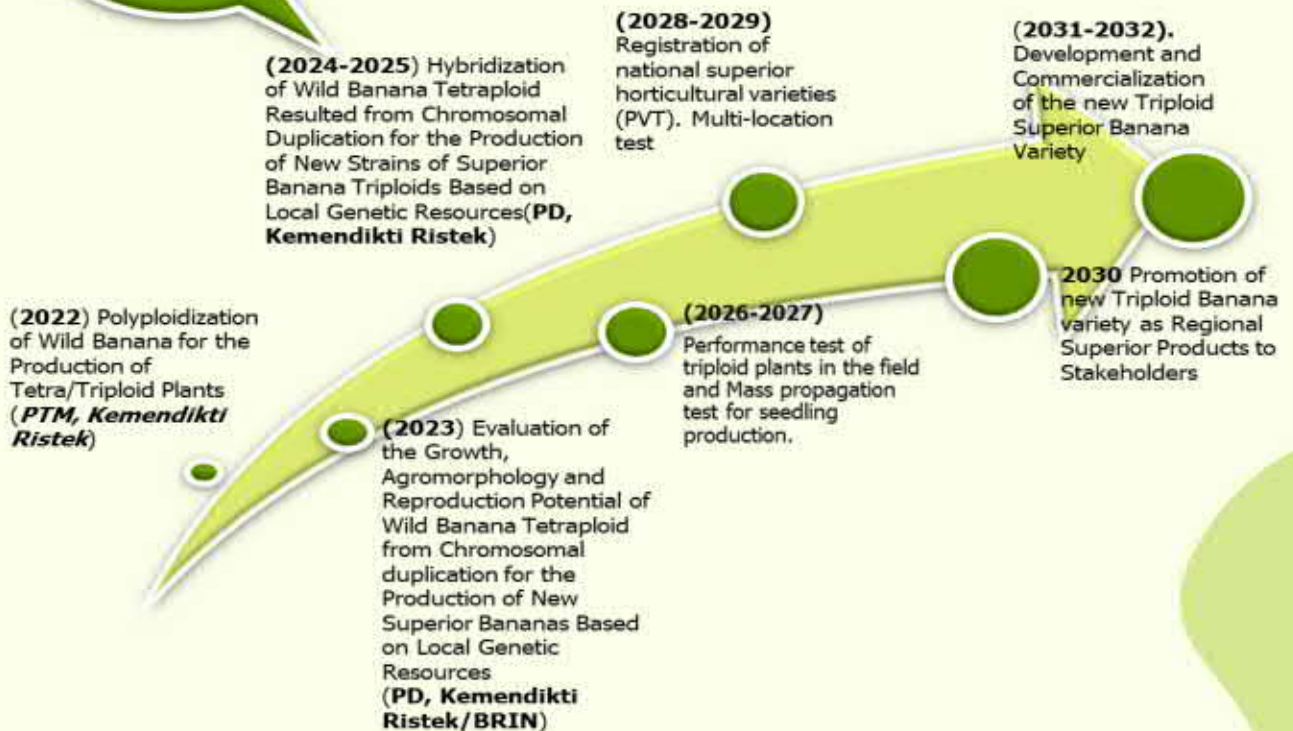 (2028-2029)
Registration of
national superior
horticultural varieties
(PVT). Multi-location
test
(2031-2032).
Development and
Commercialization
of the new Triploid
Superior Banana
Variety
(2024-2025) Hybridization
of Wild Banana Tetraploid
Resulted from Chromosomal
Duplication for the Production
of New Strains of Superior
Banana Triploids Based on
Local Genetic Resources(PD,
Kemendikti Ristek)
2030 Promotion of
new Triploid Banana
variety as Regional
Superior Products to
Stakeholders
(2022) Polyploidization
of Wild Banana for the
Production of
Tetra/Triploid Plants
(PTM, Kemendikti
Ristek)
(2026-2027)
Performance test of
triploid plants in the field
and Mass propagation
test for seedling
production.
(2023) Evaluation of
the Growth,
Agromorphology and
Reproduction Potential of
Wild Banana Tetraploid
from Chromosomal
duplication for the
Production of New
Superior Bananas Based
on Local Genetic
Resources
(PD, Kemendikti
Ristek/BRIN)